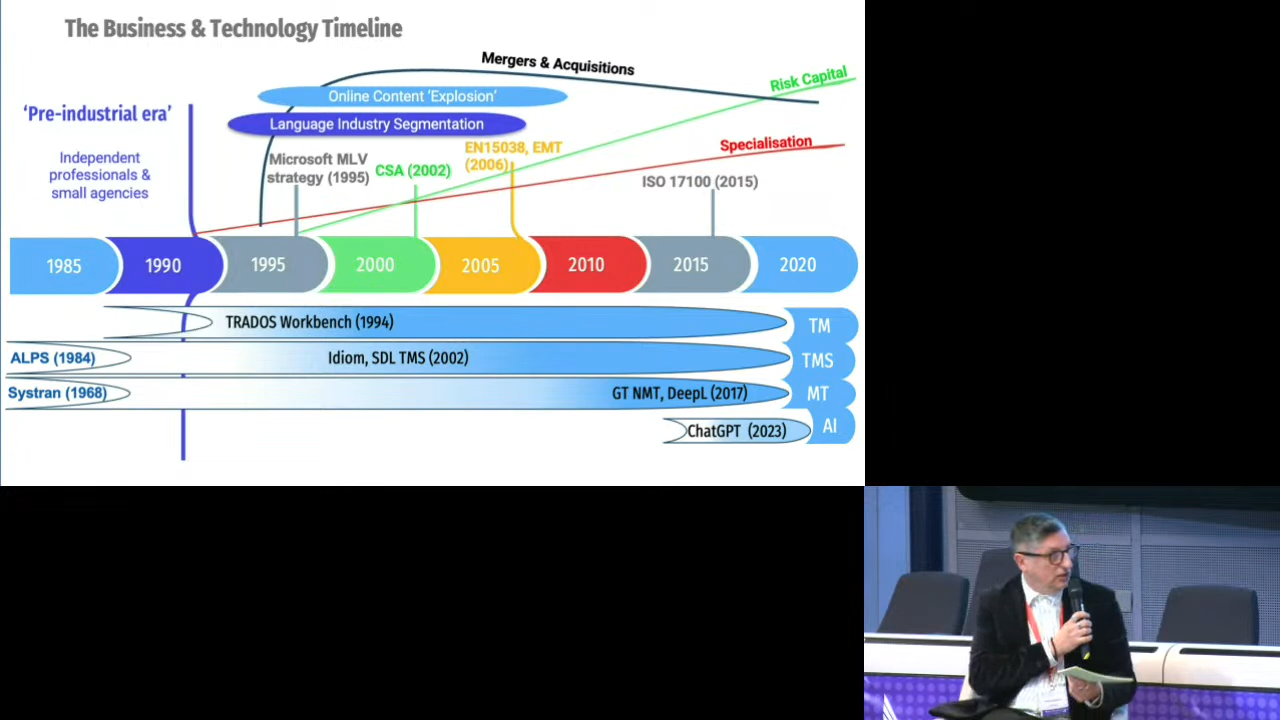 The Business & Technology Timeline
Mergers & Acquisitions
Risk Capital
Online Content ‘Explosion’
‘Pre-industrial era’
Language Industry Segmentation
Independent
professionals &
small agencies
Microsoft MLV
strategy (1995)
CSA (2002)
EN15038, EMT
(2006)
Specialisation
ISO 17100 (2015)
1985
1990
1995
2000
2005
2010
2015
2020
TRADOS Workbench (1994)
TM
ALPS (1984)
Idiom, SDL TMS (2002)
TMS
Systran (1968)
GT NMT, DeepL (2017)
MT
ChatGPT (2023)
AI